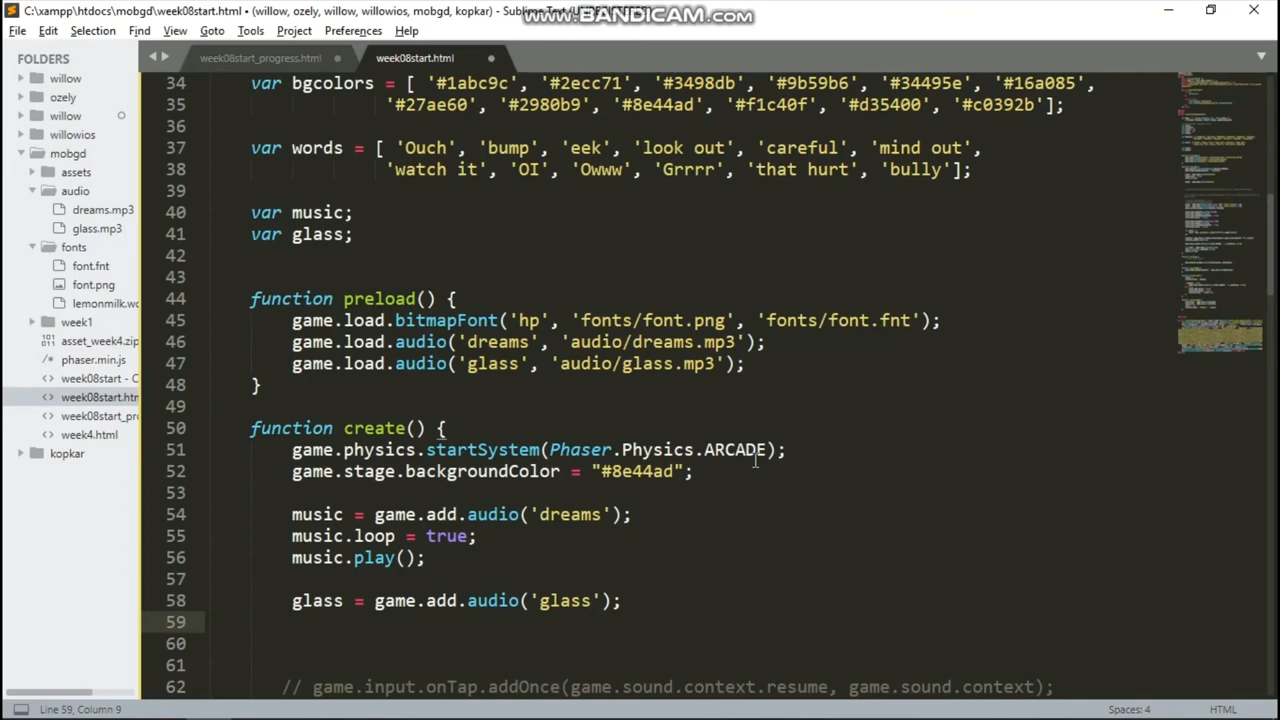 C:\xampp\htdocs\mobgd\week08start.html • (willow, ozely, willow, willowios, mobgd, kopkar) - Sublime Text (UNREGISTERED)
www.BANDICAM.com
File Edit Selection Find View Goto Tools Project Preferences Help
FOLDERS
willow
ozely
willow
willowios
mobgd
assets
audio
dreams.mp3
glass.mp3
fonts
font.fnt
font.png
lemonmilk.wo
week1
asset_week4.zip
phaser.min.js
week08start - C
week08start.htm
week08start_pro
week4.html
kopkar
week08start_progress.html week08start.html
34 var bgcolors = [ '#1abc9c', '#2ecc71', '#3498db', '#9b59b6', '#34495e', '#16a085',
35 '#27ae60', '#2980b9', '#8e44ad', '#f1c40f', '#d35400', '#c0392b'];
36
37 var words = [ 'Ouch', 'bump', 'eek', 'look out', 'careful', 'mind out',
38 'watch it', 'OI', 'Owww', 'Grrrr', 'that hurt', 'bully'];
39
40 var music;
41 var glass;
42
43
44 function preload() {
45 game.load.bitmapFont('hp', 'fonts/font.png', 'fonts/font.fnt');
46 game.load.audio('dreams', 'audio/dreams.mp3');
47 game.load.audio('glass', 'audio/glass.mp3');
48 }
49
50 function create() {
51 game.physics.startSystem(Phaser.Physics.ARCADE);
52 game.stage.backgroundColor = "#8e44ad";
53
54 music = game.add.audio('dreams');
55 music.loop = true;
56 music.play();
57
58 glass = game.add.audio('glass');
59
60
61
62 // game.input.onTap.addOnce(game.sound.context.resume, game.sound.context);
Line 59, Column 9 Spaces: 4 HTML